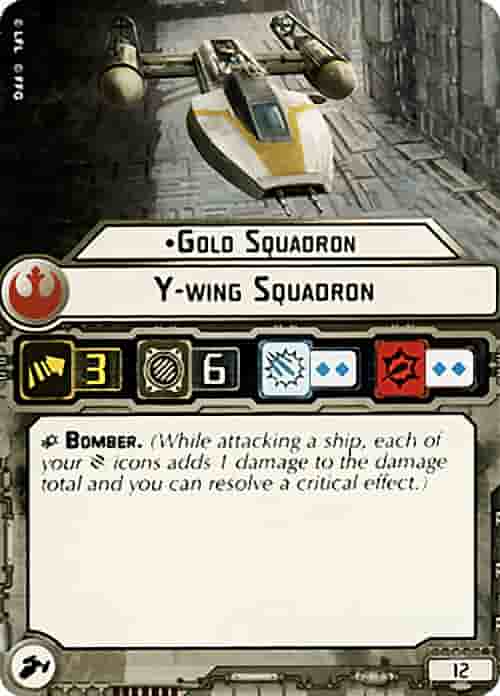 © LFL © FFG
•Gold Squadron
Y-wing Squadron
3 6
Bomber. (While attacking a ship, each of
your icons adds 1 damage to the damage
total and you can resolve a critical effect.)
12